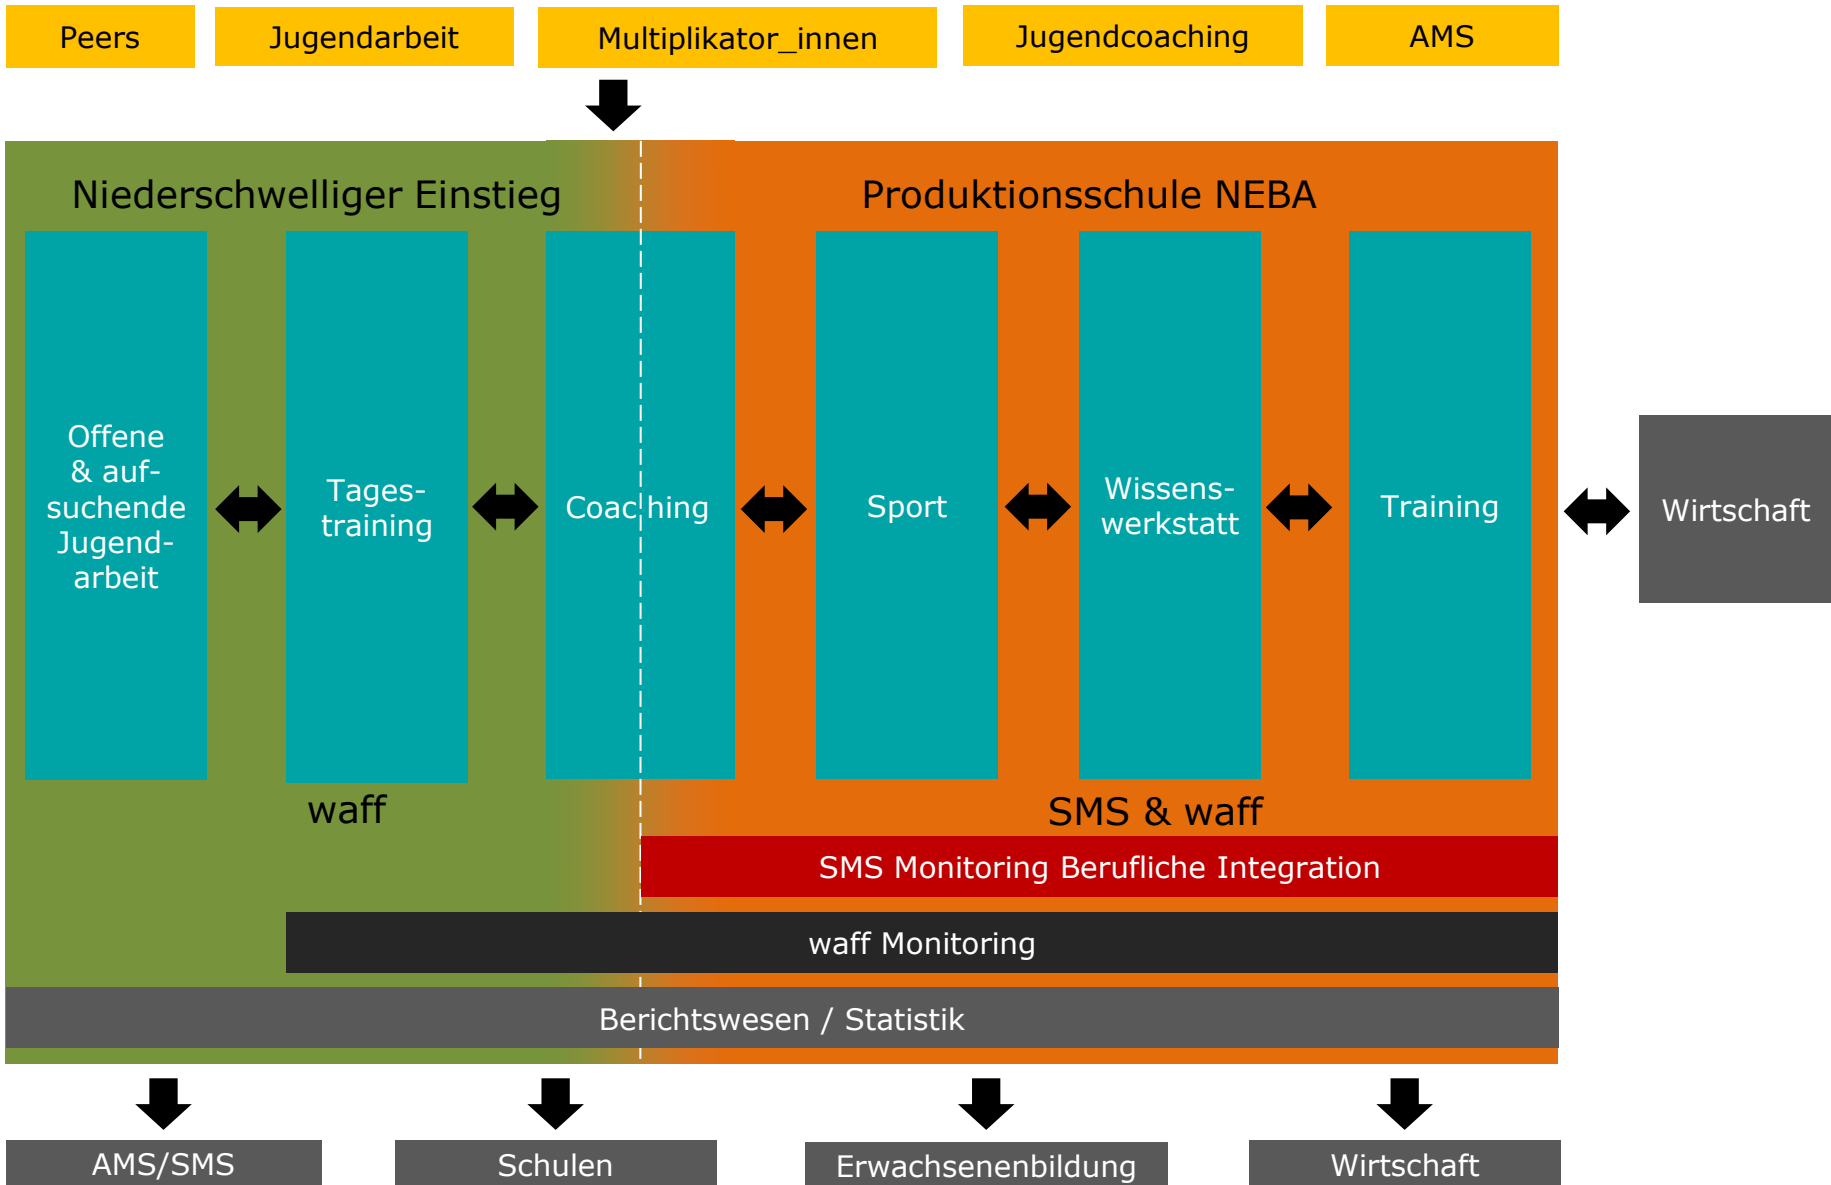 Peers
Jugendarbeit
Multiplikator_innen
Jugendcoaching
AMS
Niederschwelliger Einstieg
Produktionsschule NEBA
Offene
& auf-
suchende
Jugend-
arbeit
Tages-
training
Coaching
Sport
Wissens-
werkstatt
Training
Wirtschaft
waff
SMS & waff
SMS Monitoring Berufliche Integration
waff Monitoring
Berichtswesen / Statistik
AMS/SMS
Schulen
Erwachsenenbildung
Wirtschaft